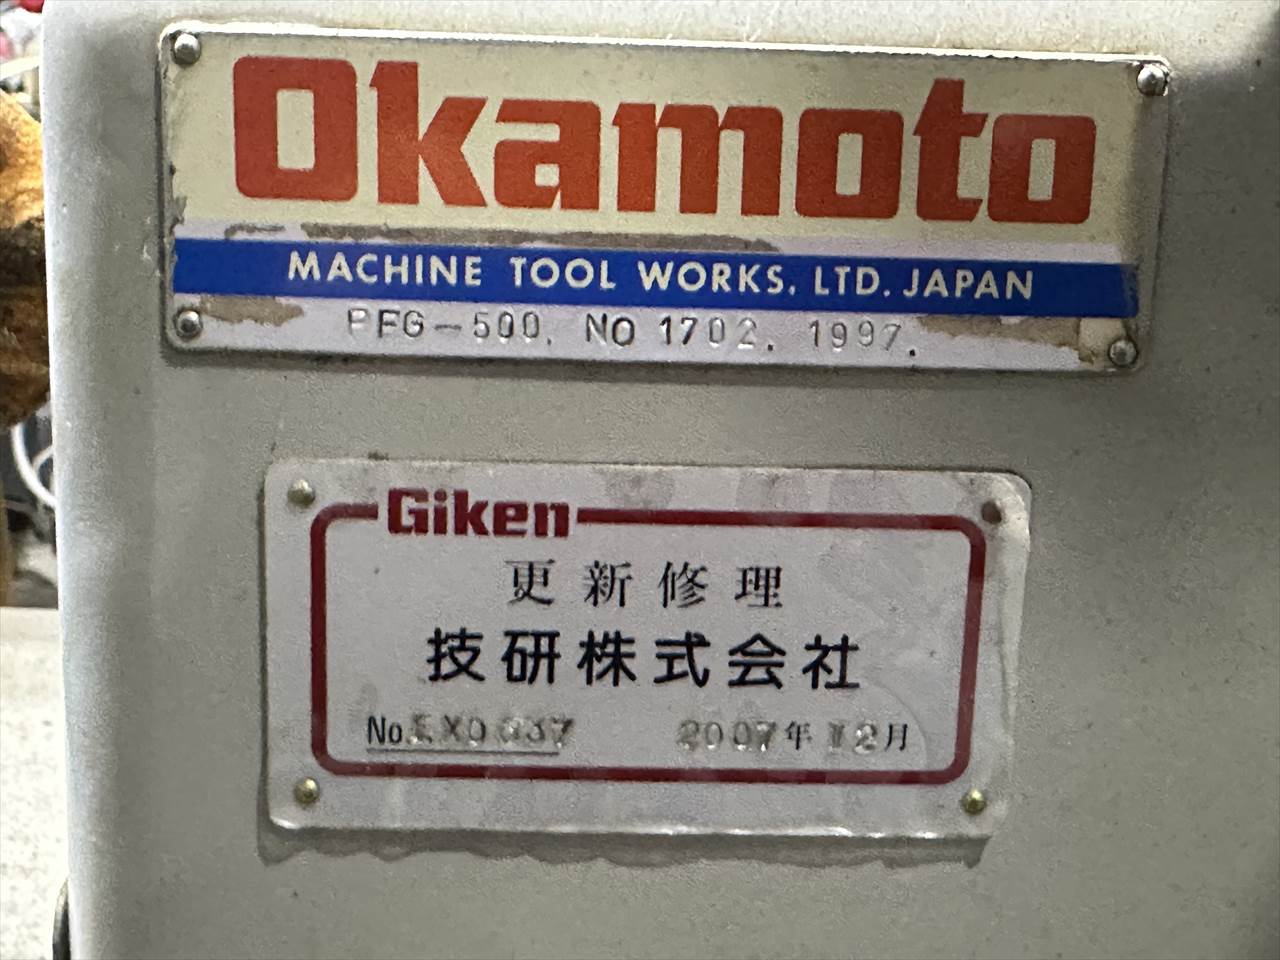 Okamoto
MACHINE TOOL WORKS, LTD. JAPAN
PFG-500. NO 1702. 1997.
Giken
更新修理
技研株式会社
No.
2007年12月